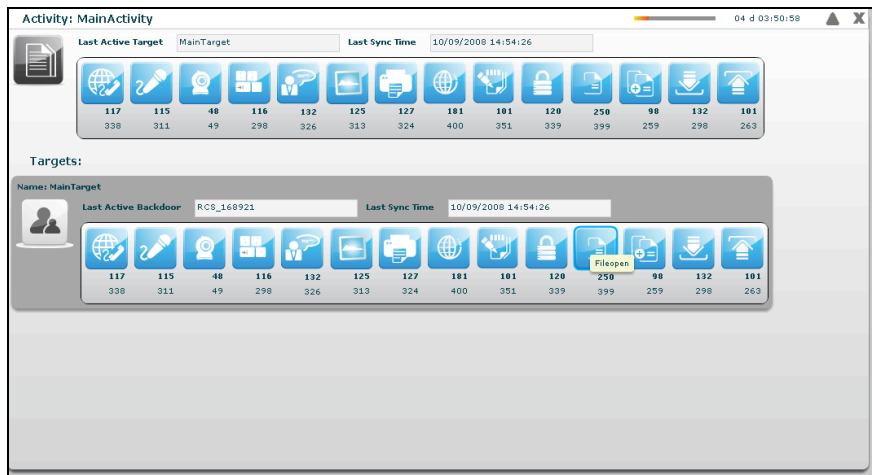 Activity: MainActivity
04 d 03:50:58
X
Last Active Target MainTarget Last Sync Time 10/09/2008 14:54:26
117 115 48 116 132 125 127 181 101 120 250 98 132 101
338 311 49 298 326 313 324 400 351 339 399 259 298 263
Targets:
Name: MainTarget
Last Active Backdoor RCS_168921 Last Sync Time 10/09/2008 14:54:26
Fileopen
117 115 48 116 132 125 127 181 101 120 250 98 132 101
338 311 49 298 326 313 324 400 351 339 399 259 298 263